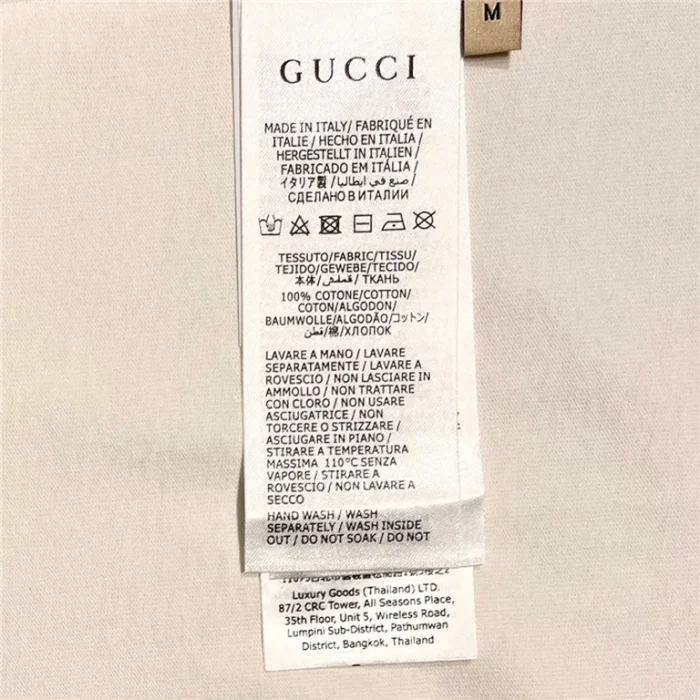 M
GUCCI
MADE IN ITALY/ FABRIQUÉ EN
ITALIE / HECHO EN ITALIA/
HERGESTELLT IN ITALIEN /
FABRICADO EM ITÁLIA /
イタリア製 / صنع في ايطاليا /
СДЕЛАНО В ИТАЛИИ
TESSUTO/FABRIC/TISSU/
TEJIDO/GEWEBE/TECIDO/
本体/ قماش / ТКАНЬ
100% COTONE/COTTON/
COTON/ALGODON/
BAUMWOLLE/ALGODÃO/コットン/
قطن/棉/ХЛОПОК
LAVARE A MANO / LAVARE
SEPARATAMENTE / LAVARE A
ROVESCIO / NON LASCIARE IN
AMMOLLO / NON TRATTARE
CON CLORO / NON USARE
ASCIUGATRICE / NON
TORCERE O STRIZZARE /
ASCIUGARE IN PIANO /
STIRARE A TEMPERATURA
MASSIMA 110°C SENZA
VAPORE / STIRARE A
ROVESCIO / NON LAVARE A
SECCO
HAND WASH / WASH
SEPARATELY / WASH INSIDE
OUT / DO NOT SOAK / DO NOT
Luxury Goods (Thailand) LTD.
87/2 CRC Tower, All Seasons Place,
35th Floor, Unit 5, Wireless Road,
Lumpini Sub-District, Pathumwan
District, Bangkok, Thailand